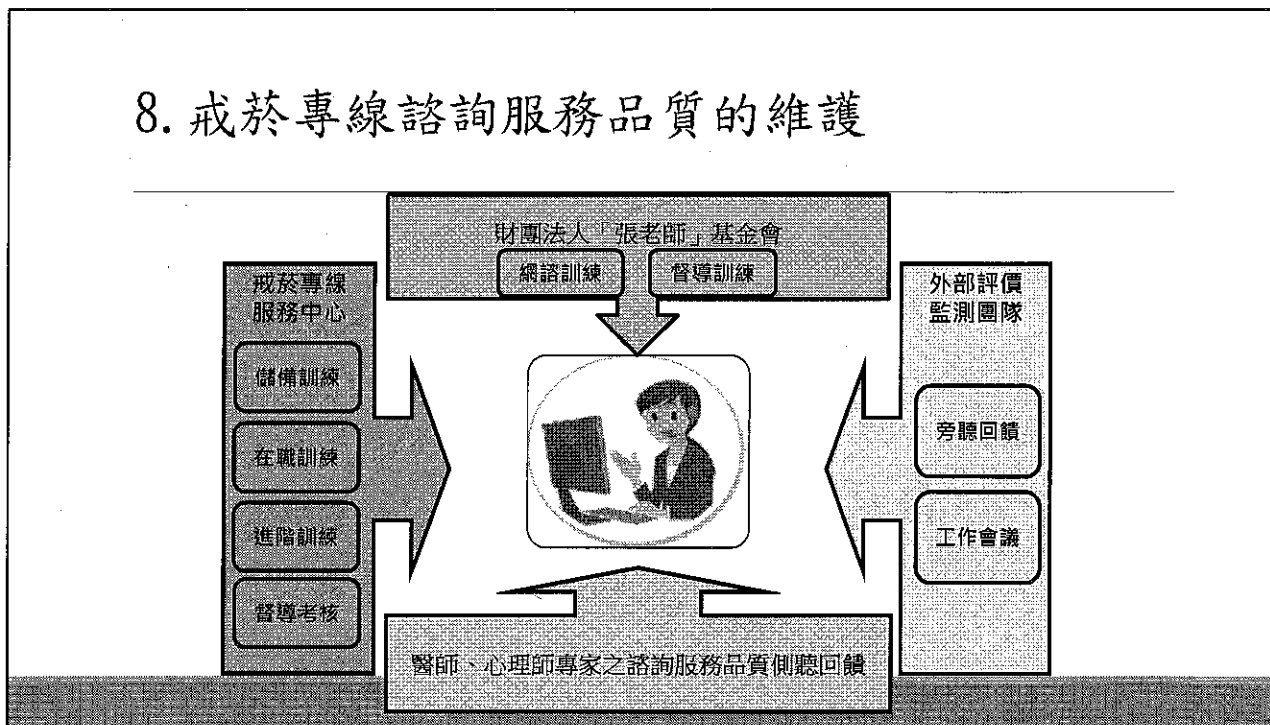 8. 戒菸專線諮詢服務品質的維護
財團法人「張老師」基金會
網諮訓練
督導訓練
戒菸專線
服務中心
儲備訓練
在職訓練
進階訓練
督導考核
外部評價
監測團隊
旁聽回饋
工作會議
醫師、心理師專家之諮詢服務品質側聽回饋